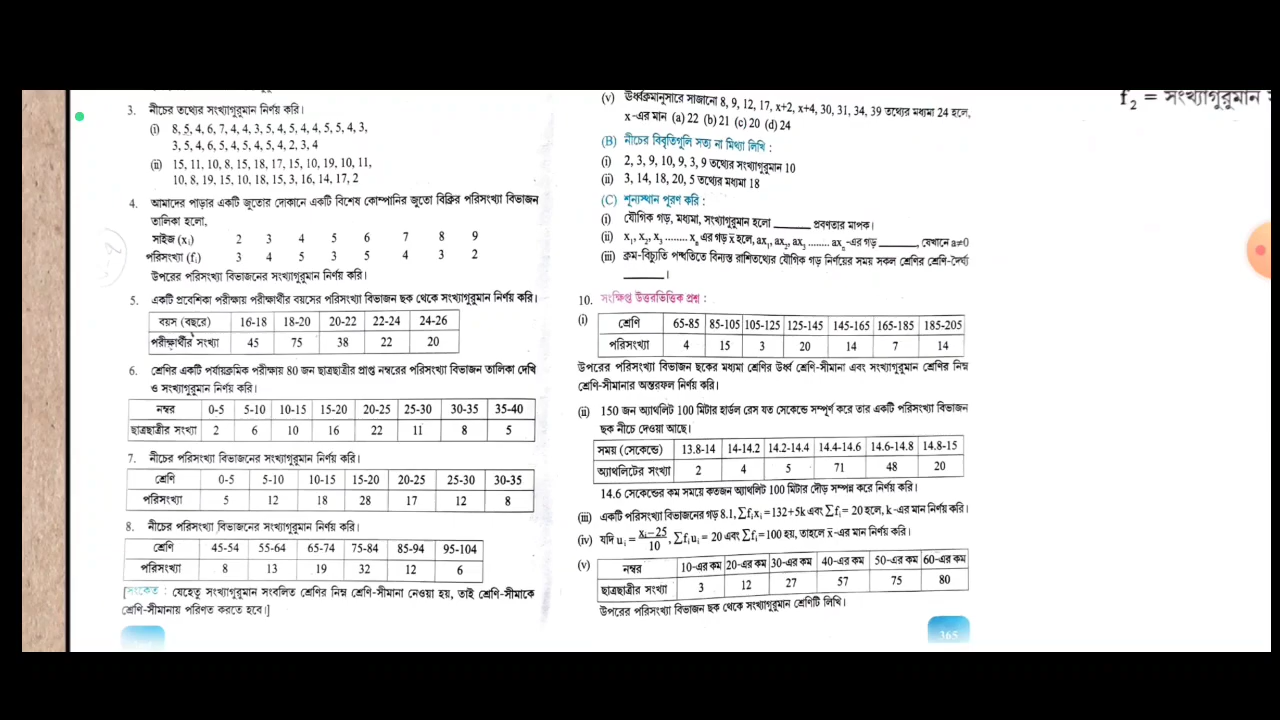 3. নীচের তথ্যের সংখ্যাগুরুমান নির্ণয় করি।
(i) 8, 5, 4, 6, 7, 4, 4, 3, 5, 4, 5, 4, 4, 5, 5, 4, 3,
3, 5, 4, 6, 5, 4, 5, 4, 5, 4, 2, 3, 4
(ii) 15, 11, 10, 8, 15, 18, 17, 15, 10, 19, 10, 11,
10, 8, 19, 15, 10, 18, 15, 3, 16, 14, 17, 2
4. আমাদের পাড়ার একটি জুতোর দোকানে একটি বিশেষ কোম্পানির জুতো বিক্রির পরিসংখ্যা বিভাজন
তালিকা হলো,
সাইজ (xᵢ) 2 3 4 5 6 7 8 9
পরিসংখ্যা (fᵢ) 3 4 5 3 5 4 3 2
উপরের পরিসংখ্যা বিভাজনের সংখ্যাগুরুমান নির্ণয় করি।
5. একটি প্রবেশিকা পরীক্ষায় পরীক্ষার্থীর বয়সের পরিসংখ্যা বিভাজন ছক থেকে সংখ্যাগুরুমান নির্ণয় করি।
বয়স (বছরে) 16-18 18-20 20-22 22-24 24-26
পরীক্ষার্থীর সংখ্যা 45 75 38 22 20
6. শ্রেণির একটি পর্যায়ক্রমিক পরীক্ষায় 80 জন ছাত্রছাত্রীর প্রাপ্ত নম্বরের পরিসংখ্যা বিভাজন তালিকা দেখি
ও সংখ্যাগুরুমান নির্ণয় করি।
নম্বর 0-5 5-10 10-15 15-20 20-25 25-30 30-35 35-40
ছাত্রছাত্রীর সংখ্যা 2 6 10 16 22 11 8 5
7. নীচের পরিসংখ্যা বিভাজনের সংখ্যাগুরুমান নির্ণয় করি।
শ্রেণি 0-5 5-10 10-15 15-20 20-25 25-30 30-35
পরিসংখ্যা 5 12 18 28 17 12 8
8. নীচের পরিসংখ্যা বিভাজনের সংখ্যাগুরুমান নির্ণয় করি।
শ্রেণি 45-54 55-64 65-74 75-84 85-94 95-104
পরিসংখ্যা 8 13 19 32 12 6
[সংকেত : যেহেতু সংখ্যাগুরুমান সংবলিত শ্রেণির নিম্ন শ্রেণি-সীমানা নেওয়া হয়, তাই শ্রেণি-সীমাকে
শ্রেণি-সীমানায় পরিণত করতে হবে।]
(v) ঊর্ধ্বক্রমানুসারে সাজানো 8, 9, 12, 17, x+2, x+4, 30, 31, 34, 39 তথ্যের মধ্যমা 24 হলে,
x-এর মান (a) 22 (b) 21 (c) 20 (d) 24
(B) নীচের বিবৃতিগুলি সত্য না মিথ্যা লিখি :
(i) 2, 3, 9, 10, 9, 3, 9 তথ্যের সংখ্যাগুরুমান 10
(ii) 3, 14, 18, 20, 5 তথ্যের মধ্যমা 18
(C) শূন্যস্থান পূরণ করি :
(i) যৌগিক গড়, মধ্যমা, সংখ্যাগুরুমান হলো ______ প্রবণতার মাপক।
(ii) x₁, x₂, x₃ ........ xₙ এর গড় x̄ হলে, ax₁, ax₂, ax₃ ........ axₙ-এর গড় ______, যেখানে a≠0
(iii) ক্রম-বিচ্যুতি পদ্ধতিতে বিন্যস্ত রাশিতথ্যের যৌগিক গড় নির্ণয়ের সময় সকল শ্রেণির শ্রেণি-দৈর্ঘ্য
______।
10. সংক্ষিপ্ত উত্তরভিত্তিক প্রশ্ন :
(i) শ্রেণি 65-85 85-105 105-125 125-145 145-165 165-185 185-205
পরিসংখ্যা 4 15 3 20 14 7 14
উপরের পরিসংখ্যা বিভাজন ছকের মধ্যমা শ্রেণির ঊর্ধ্ব শ্রেণি-সীমানা এবং সংখ্যাগুরুমান শ্রেণির নিম্ন
শ্রেণি-সীমানার অন্তরফল নির্ণয় করি।
(ii) 150 জন অ্যাথলিট 100 মিটার হার্ডল রেস যত সেকেন্ডে সম্পূর্ণ করে তার একটি পরিসংখ্যা বিভাজন
ছক নীচে দেওয়া আছে।
সময় (সেকেন্ডে) 13.8-14 14-14.2 14.2-14.4 14.4-14.6 14.6-14.8 14.8-15
অ্যাথলিটের সংখ্যা 2 4 5 71 48 20
14.6 সেকেন্ডের কম সময়ে কতজন অ্যাথলিট 100 মিটার দৌড় সম্পন্ন করে নির্ণয় করি।
(iii) একটি পরিসংখ্যা বিভাজনের গড় 8.1, ∑fᵢxᵢ=132+5k এবং ∑fᵢ= 20 হলে, k-এর মান নির্ণয় করি।
(iv) যদি uᵢ = (xᵢ−25)/10, ∑fᵢuᵢ = 20 এবং ∑fᵢ=100 হয়, তাহলে x̄-এর মান নির্ণয় করি।
(v) নম্বর 10-এর কম 20-এর কম 30-এর কম 40-এর কম 50-এর কম 60-এর কম
ছাত্রছাত্রীর সংখ্যা 3 12 27 57 75 80
উপরের পরিসংখ্যা বিভাজন ছক থেকে সংখ্যাগুরুমান শ্রেণিটি লিখি।
365
f₂ = সংখ্যাগুরুমান